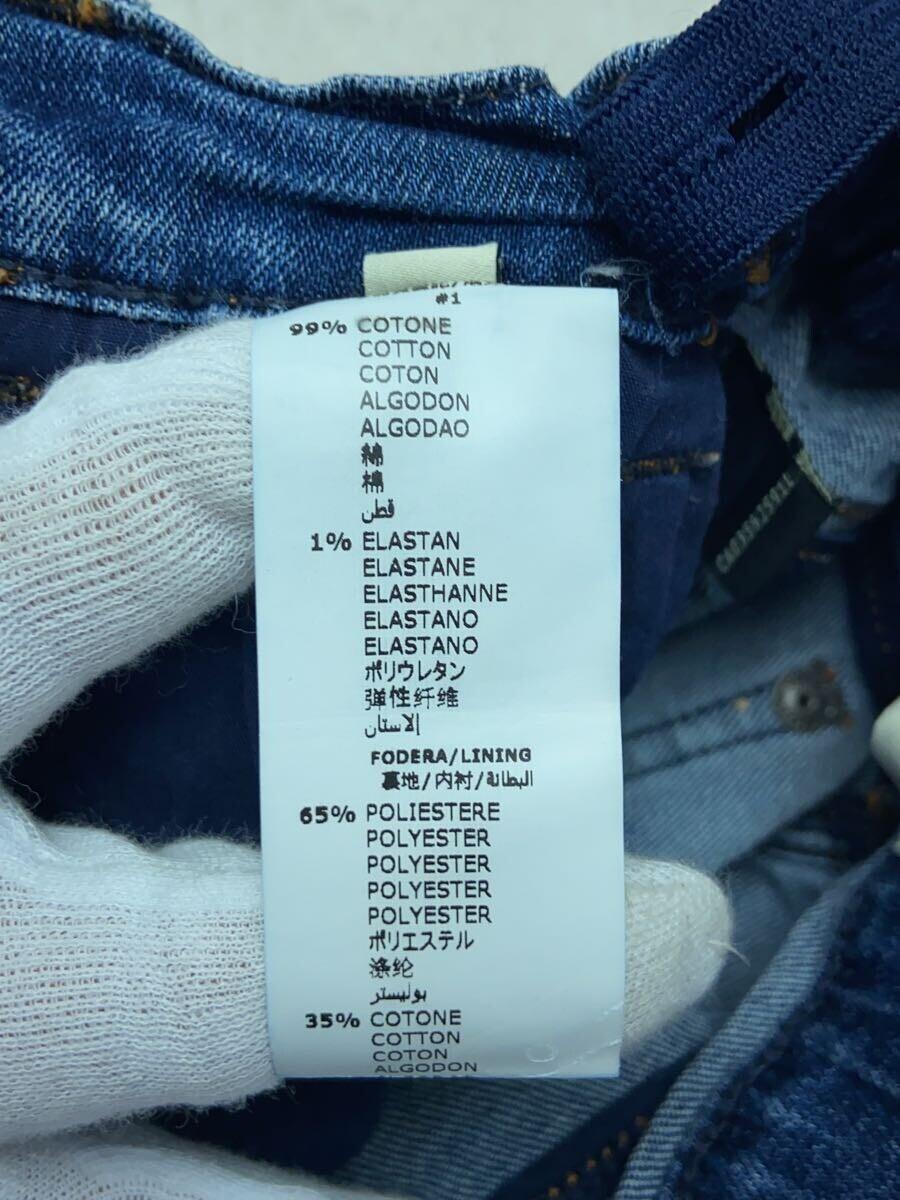 #1
99% COTONE
COTTON
COTON
ALGODON
ALGODAO
綿
棉
قطن
1% ELASTAN
ELASTANE
ELASTHANNE
ELASTANO
ELASTANO
ポリウレタン
弹性纤维
إلاستان
FODERA/LINING
裏地/内衬/البطانة
65% POLIESTERE
POLYESTER
POLYESTER
POLYESTER
POLYESTER
ポリエステル
涤纶
بوليستر
35% COTONE
COTTON
COTON
ALGODON